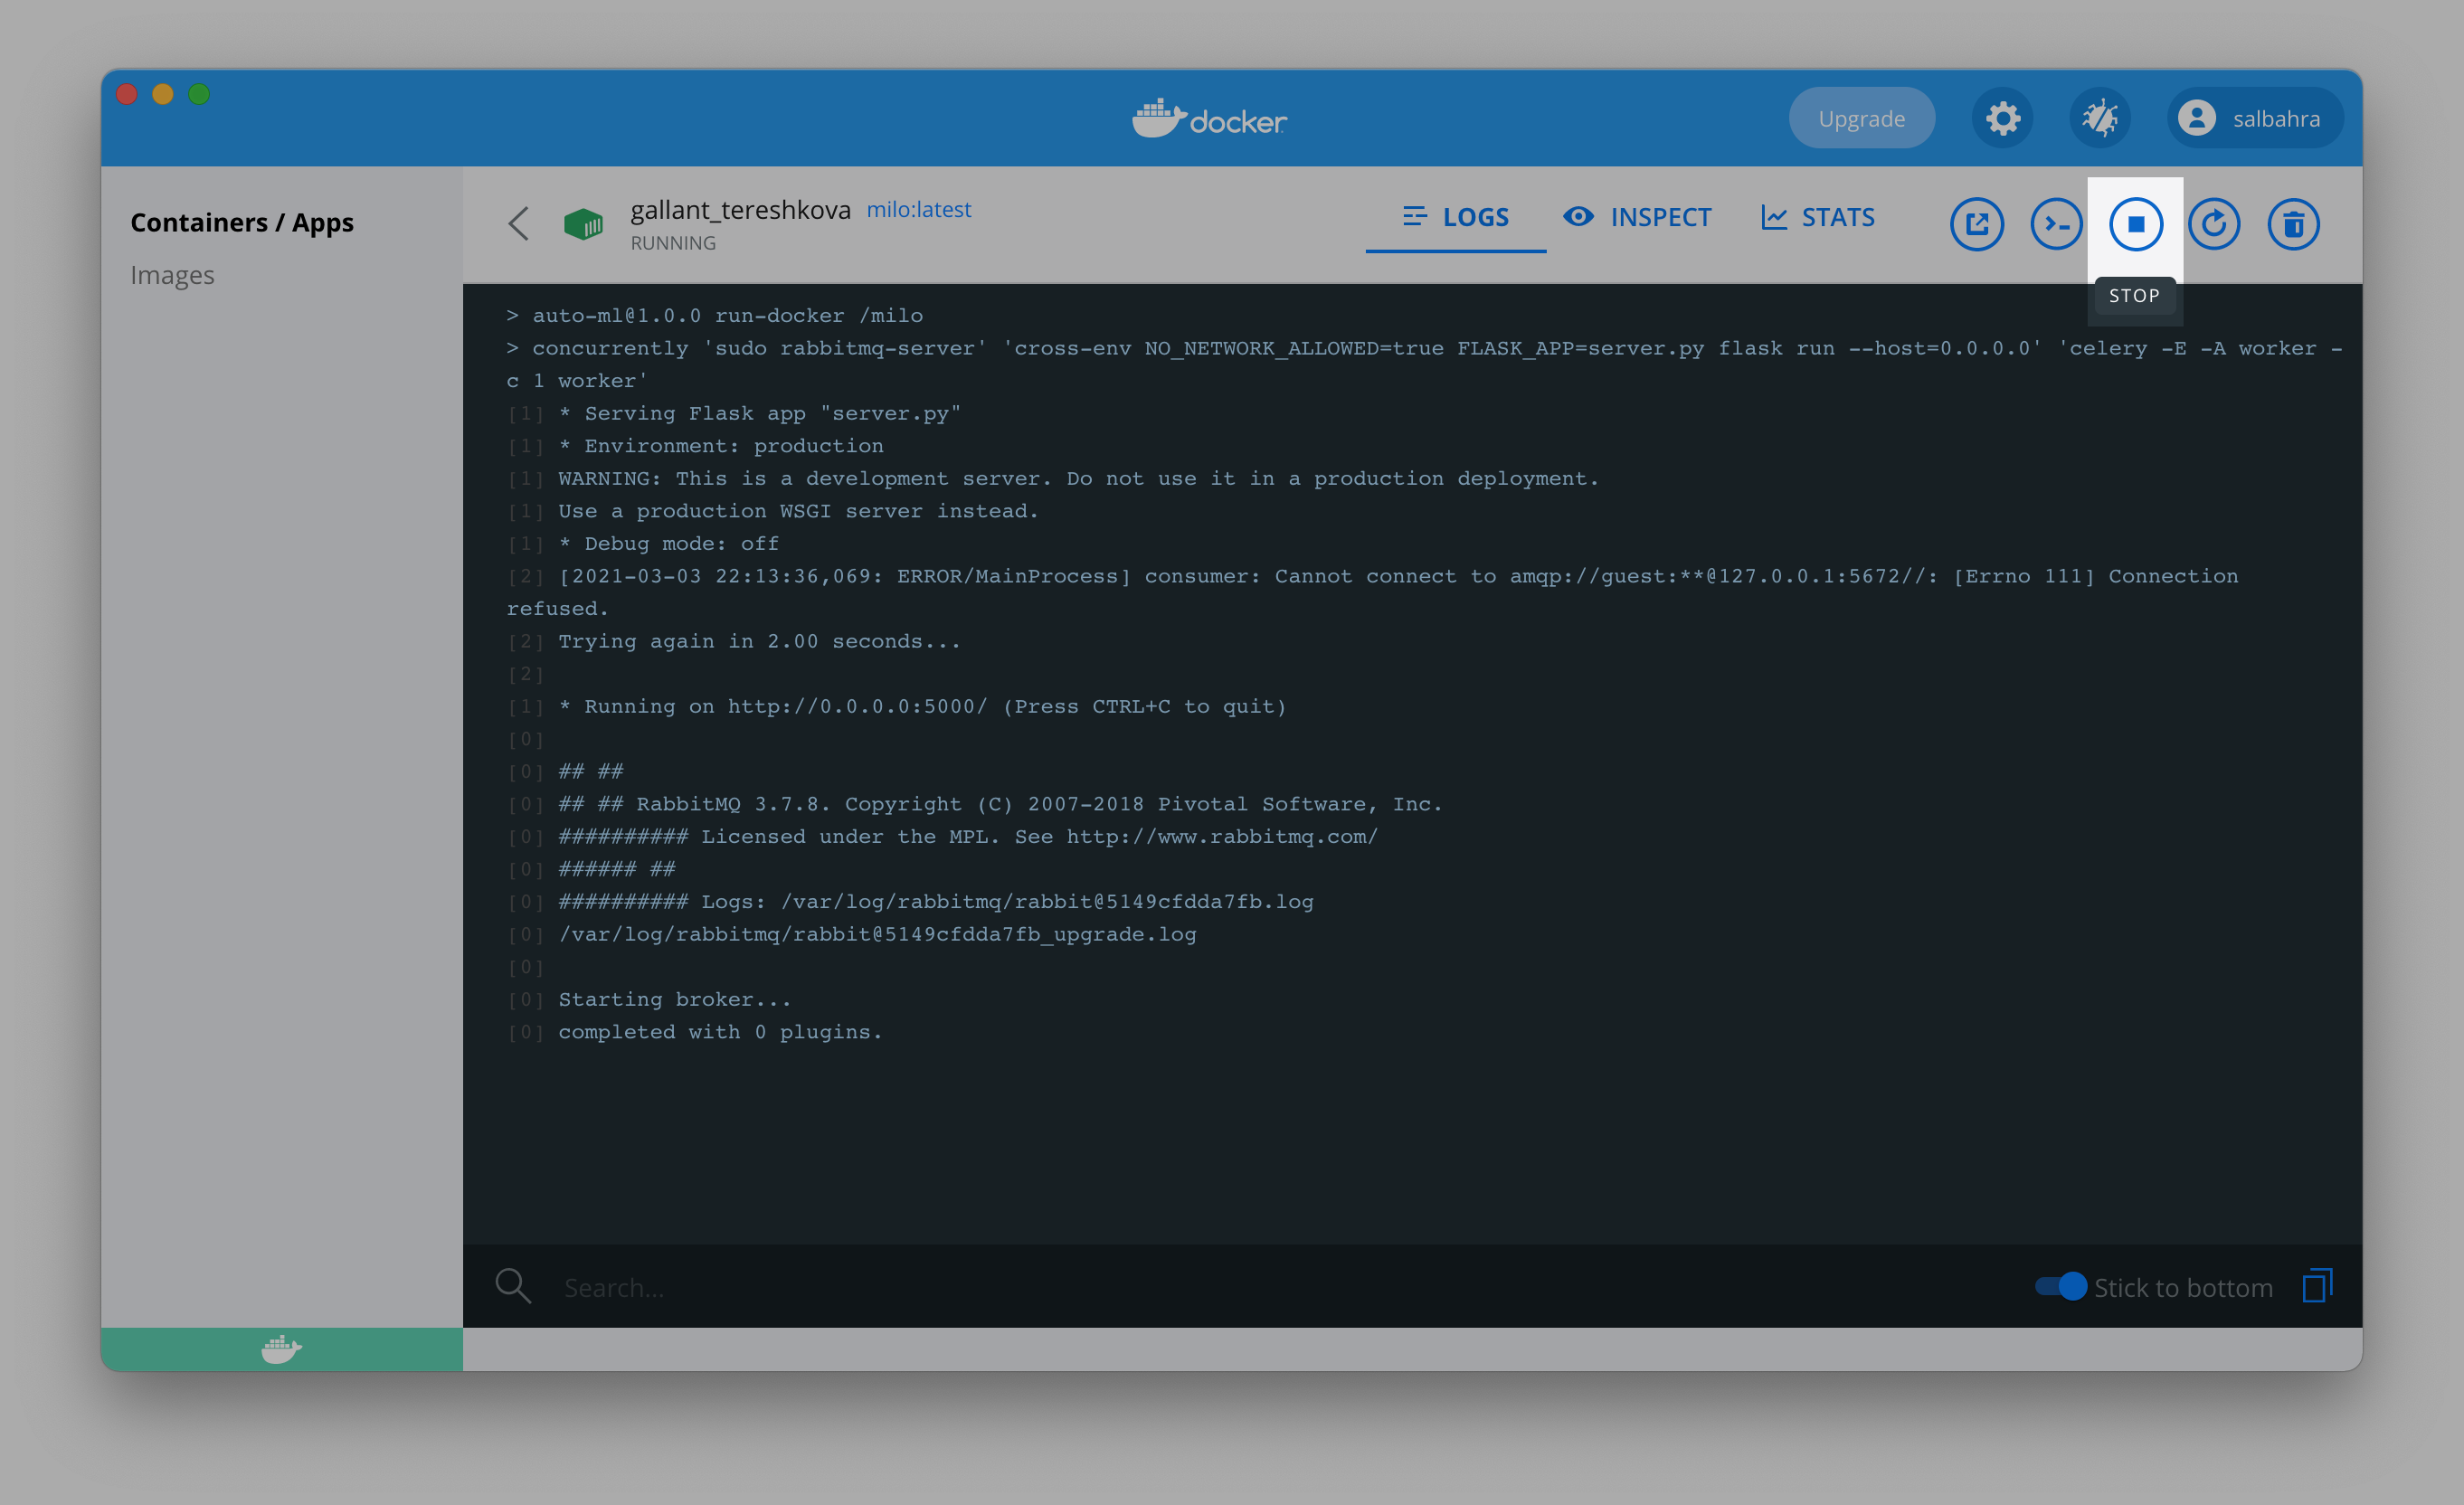 docker
Upgrade
salbahra
Containers / Apps
Images
gallant_tereshkova milo:latest
RUNNING
LOGS
INSPECT
STATS
STOP
> auto-ml@1.0.0 run-docker /milo
> concurrently 'sudo rabbitmq-server' 'cross-env NO_NETWORK_ALLOWED=true FLASK_APP=server.py flask run --host=0.0.0.0' 'celery -E -A worker -
c 1 worker'
[1] * Serving Flask app "server.py"
[1] * Environment: production
[1] WARNING: This is a development server. Do not use it in a production deployment.
[1] Use a production WSGI server instead.
[1] * Debug mode: off
[2] [2021-03-03 22:13:36,069: ERROR/MainProcess] consumer: Cannot connect to amqp://guest:**@127.0.0.1:5672//: [Errno 111] Connection
refused.
[2] Trying again in 2.00 seconds...
[2]
[1] * Running on http://0.0.0.0:5000/ (Press CTRL+C to quit)
[0]
[0] ## ##
[0] ## ## RabbitMQ 3.7.8. Copyright (C) 2007-2018 Pivotal Software, Inc.
[0] ########## Licensed under the MPL. See http://www.rabbitmq.com/
[0] ###### ##
[0] ########## Logs: /var/log/rabbitmq/rabbit@5149cfdda7fb.log
[0] /var/log/rabbitmq/rabbit@5149cfdda7fb_upgrade.log
[0]
[0] Starting broker...
[0] completed with 0 plugins.
Search...
Stick to bottom